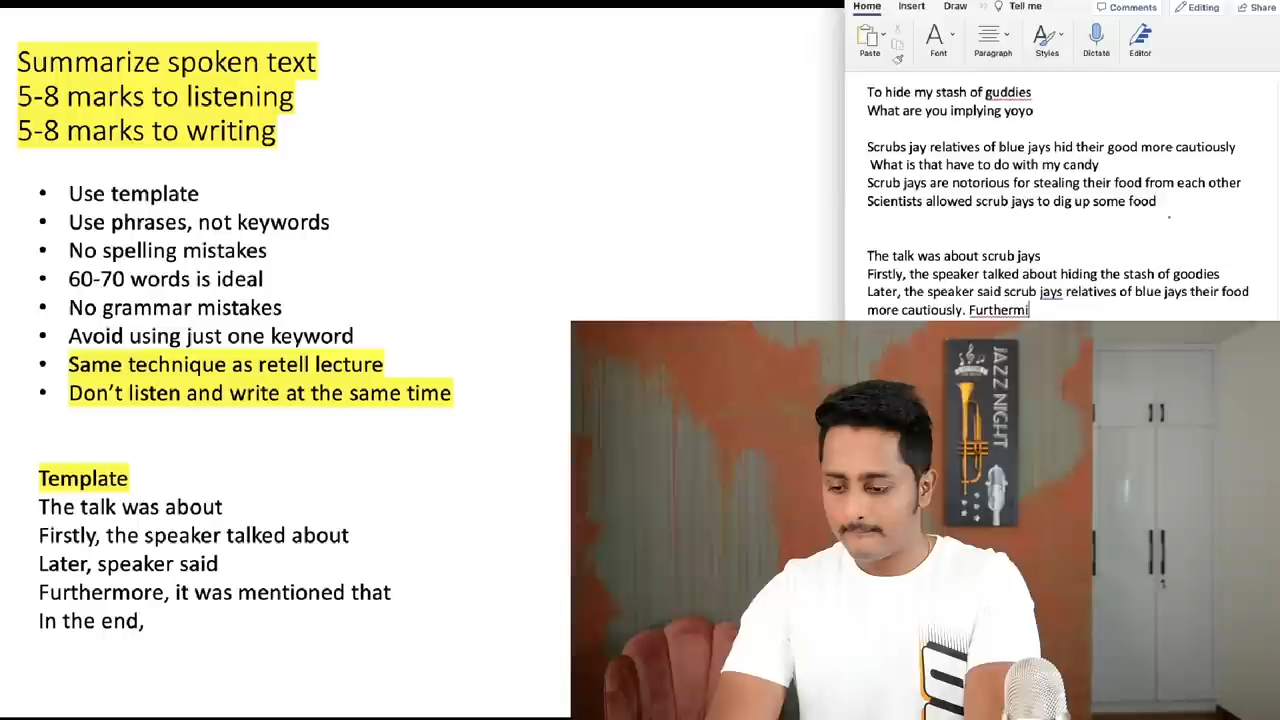 Summarize spoken text
5-8 marks to listening
5-8 marks to writing
• Use template
• Use phrases, not keywords
• No spelling mistakes
• 60-70 words is ideal
• No grammar mistakes
• Avoid using just one keyword
• Same technique as retell lecture
• Don’t listen and write at the same time
Template
The talk was about
Firstly, the speaker talked about
Later, speaker said
Furthermore, it was mentioned that
In the end,
Home Insert Draw Tell me Comments Editing Share
Paste Font Paragraph Styles Dictate Editor
To hide my stash of guddies
What are you implying yoyo
Scrubs jay relatives of blue jays hid their good more cautiously
What is that have to do with my candy
Scrub jays are notorious for stealing their food from each other
Scientists allowed scrub jays to dig up some food
The talk was about scrub jays
Firstly, the speaker talked about hiding the stash of goodies
Later, the speaker said scrub jays relatives of blue jays their food
more cautiously. Furthermi
JAZZ NIGHT